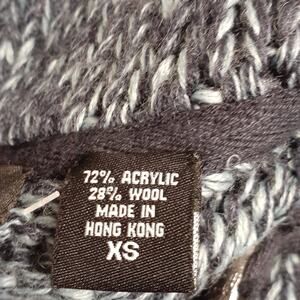 72% ACRYLIC
28% WOOL
MADE IN
HONG KONG
XS